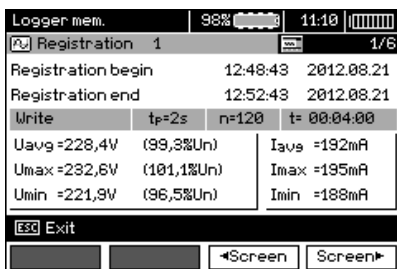 Logger mem. 98% 11:10
Registration 1 1/6
Registration begin 12:48:43 2012.08.21
Registration end 12:52:43 2012.08.21
Write tp=2s n=120 t= 00:04:00
Uavg =228,4V (99,3%Un) Iavg =192mA
Umax =232,6V (101,1%Un) Imax =195mA
Umin =221,9V (96,5%Un) Imin =188mA
ESC Exit
◄Screen Screen►